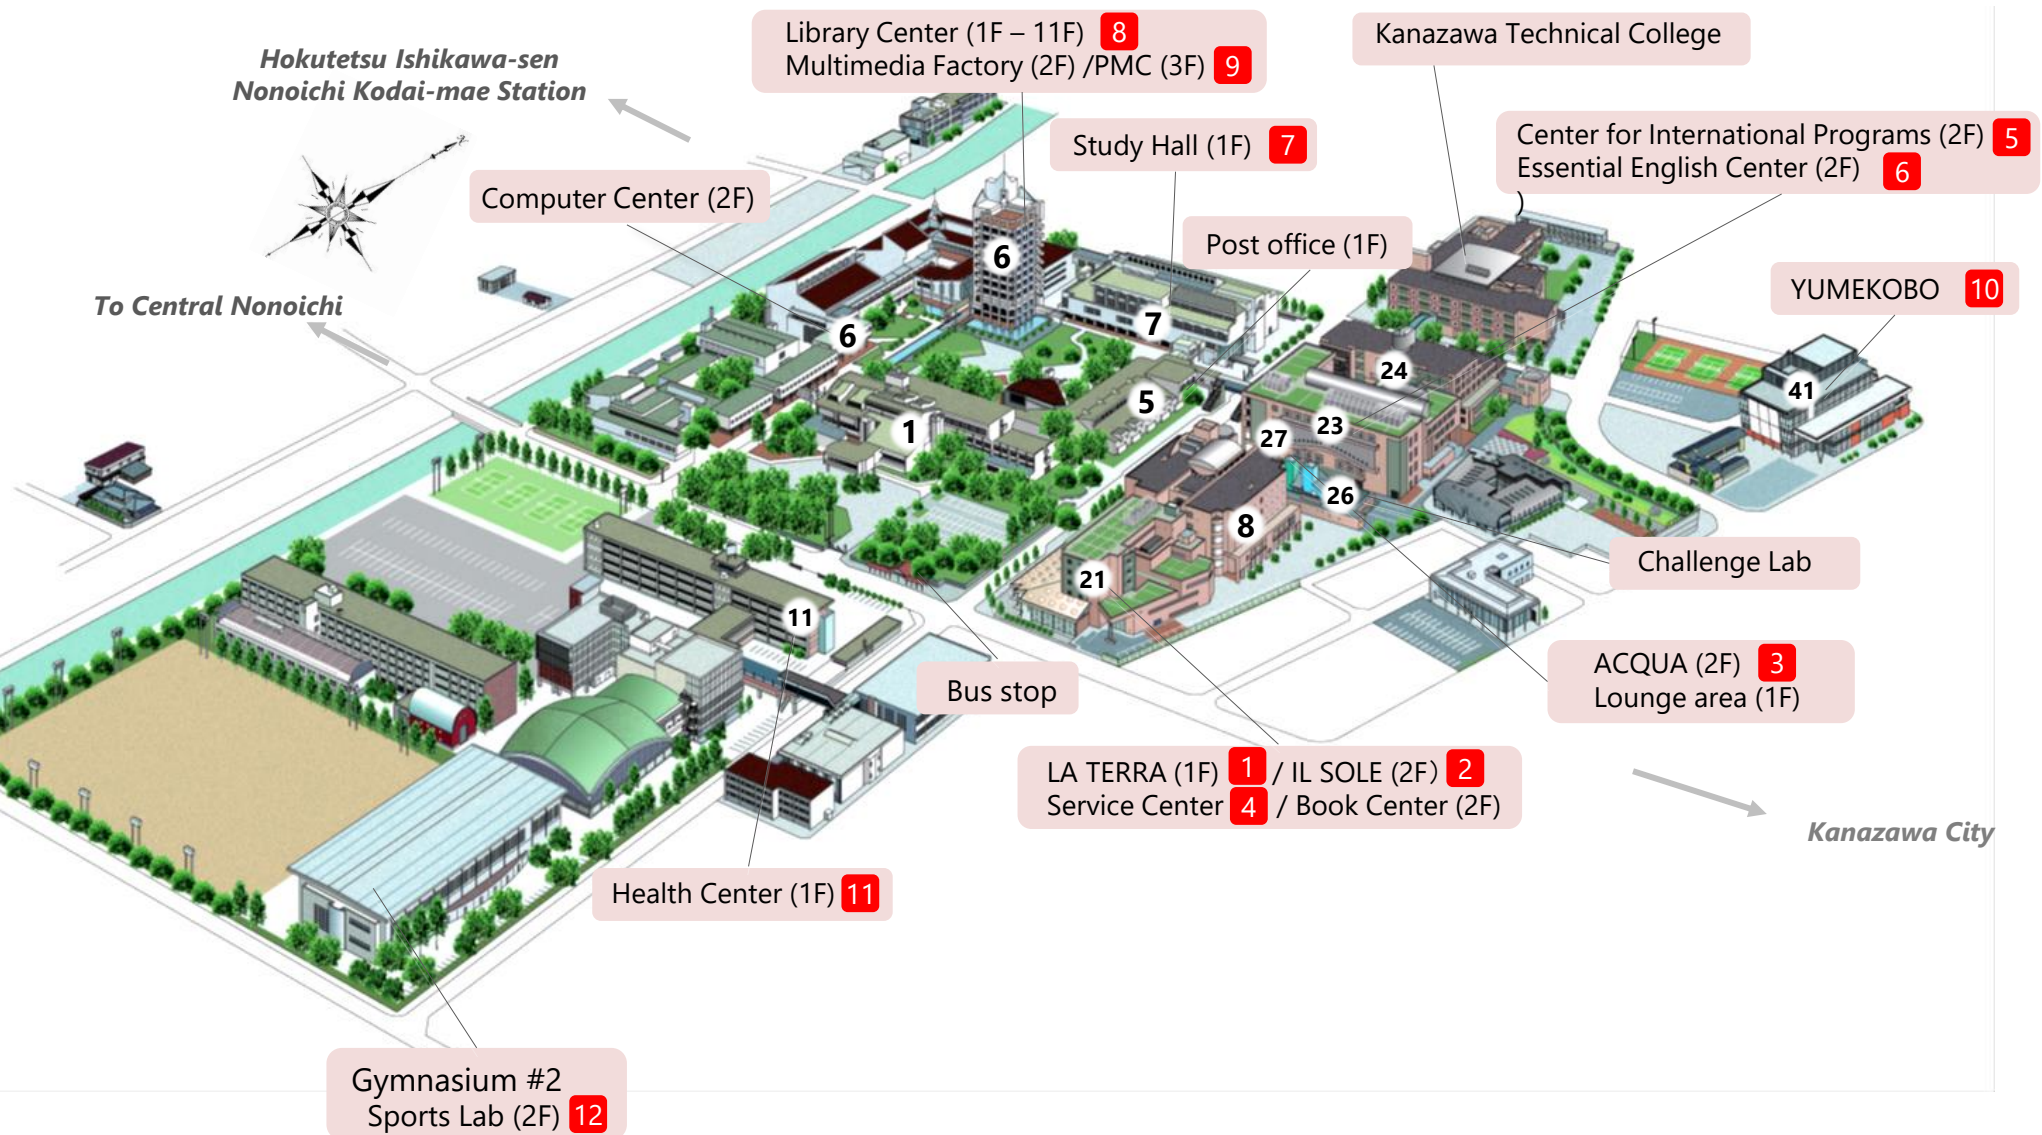 Library Center (1F – 11F) 8
Multimedia Factory (2F) /PMC (3F) 9
Kanazawa Technical College
Hokutetsu Ishikawa-sen
Nonoichi Kodai-mae Station
Study Hall (1F) 7
Center for International Programs (2F) 5
Essential English Center (2F) 6
)
Computer Center (2F)
Post office (1F)
YUMEKOBO 10
To Central Nonoichi
6
7
6
24
41
5
1
23
27
26
8
21
11
Challenge Lab
ACQUA (2F) 3
Lounge area (1F)
Bus stop
LA TERRA (1F) 1 / IL SOLE (2F) 2
Service Center 4 / Book Center (2F)
Kanazawa City
Health Center (1F) 11
Gymnasium #2
Sports Lab (2F) 12